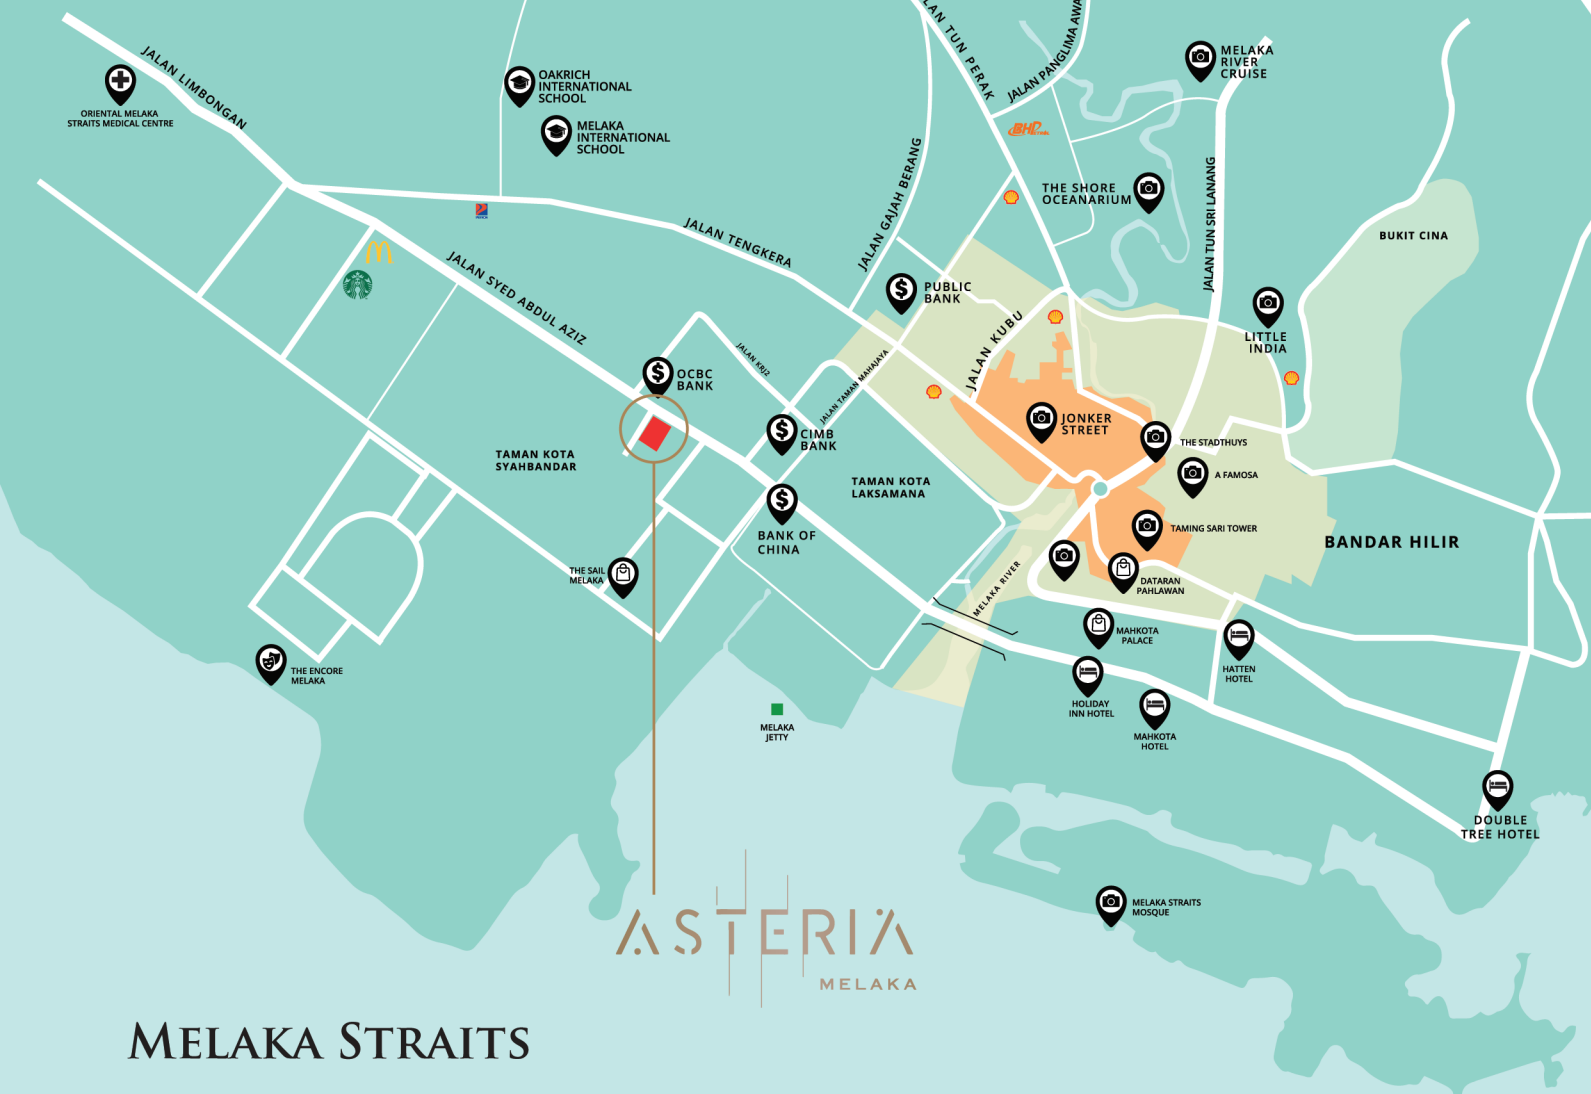 JALAN LIMBONGAN
ORIENTAL MELAKA
STRAITS MEDICAL CENTRE
OAKRICH
INTERNATIONAL
SCHOOL
MELAKA
INTERNATIONAL
SCHOOL
JALAN TUN PERAK
JALAN PANGLIMA AWA
MELAKA
RIVER
CRUISE
BHP
JALAN GAJAH BERANG
THE SHORE
OCEANARIUM
JALAN TUN SRI LANANG
BUKIT CINA
JALAN TENGKERA
JALAN SYED ABDUL AZIZ
PUBLIC
BANK
JALAN KUBU
LITTLE
INDIA
OCBC
BANK
JALAN KRJ2
JALAN TAMAN MAHAJAYA
CIMB
BANK
JONKER
STREET
THE STADTHUYS
A FAMOSA
TAMAN KOTA
SYAHBANDAR
TAMAN KOTA
LAKSAMANA
BANK OF
CHINA
TAMING SARI TOWER
BANDAR HILIR
THE SAIL
MELAKA
MELAKA RIVER
DATARAN
PAHLAWAN
MAHKOTA
PALACE
HATTEN
HOTEL
THE ENCORE
MELAKA
HOLIDAY
INN HOTEL
MAHKOTA
HOTEL
MELAKA
JETTY
DOUBLE
TREE HOTEL
MELAKA STRAITS
MOSQUE
ASTERIA
MELAKA
MELAKA STRAITS